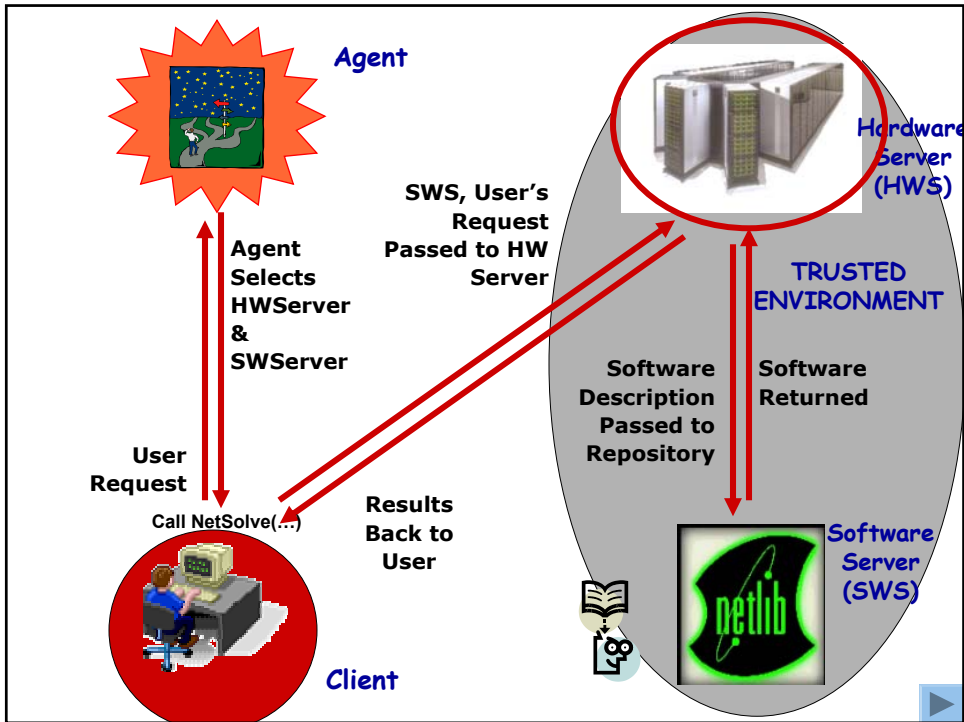 Agent
Hardware
Server
(HWS)
SWS, User's
Request
Passed to HW
Server
Agent
Selects
HWServer
&
SWServer
TRUSTED
ENVIRONMENT
Software
Description
Passed to
Repository
Software
Returned
User
Request
Call NetSolve(...)
Results
Back to
User
Software
Server
(SWS)
netlib
Client